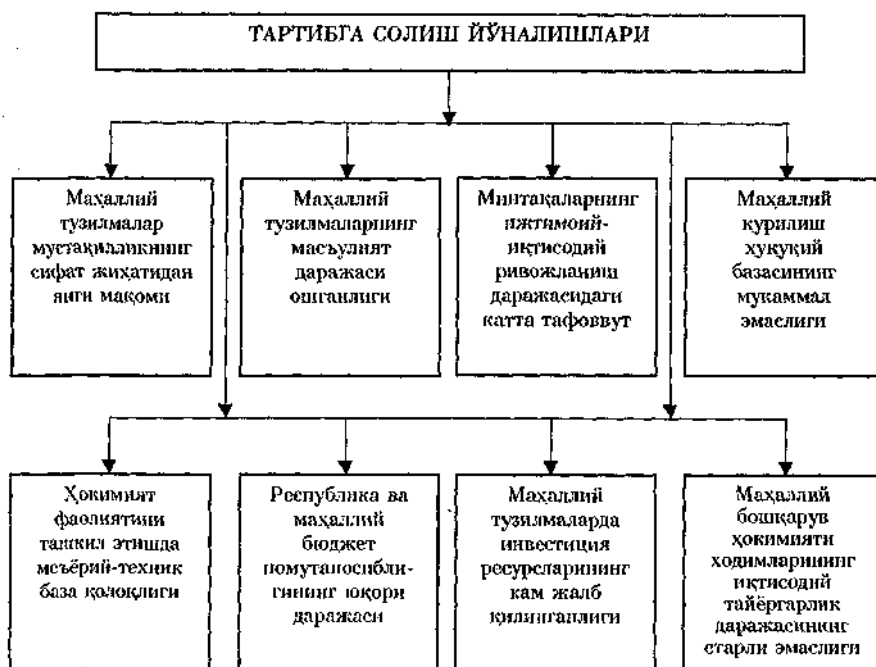 ТАРТИБГА СОЛИШ ЙЎНАЛИШЛАРИ
Маҳаллий
тузилмалар
мустақилликнинг
сифат жиҳатидан
янги мақоми
Маҳаллий
тузилмаларнинг
масъулият
даражаси
ошганлиги
Минтақаларнинг
ижтимоий-
иқтисодий
ривожланиш
даражасидаги
катта тафоввут
Маҳаллий
қурилиш
ҳуқуқий
базасининг
мукаммал
эмаслиги
Ҳокимият
фаолиятини
ташкил этишда
меъёрий-техник
база қолоқлиги
Республика ва
маҳаллий
бюджет
номутаносибли-
гининг юқори
даражаси
Маҳаллий
тузилмаларда
инвестиция
ресурсларининг
кам жалб
қилинганлиги
Маҳаллий
бошқарув
ҳокимияти
ходимларининг
иқтисодий
тайёргарлик
даражасининг
етарли эмаслиги